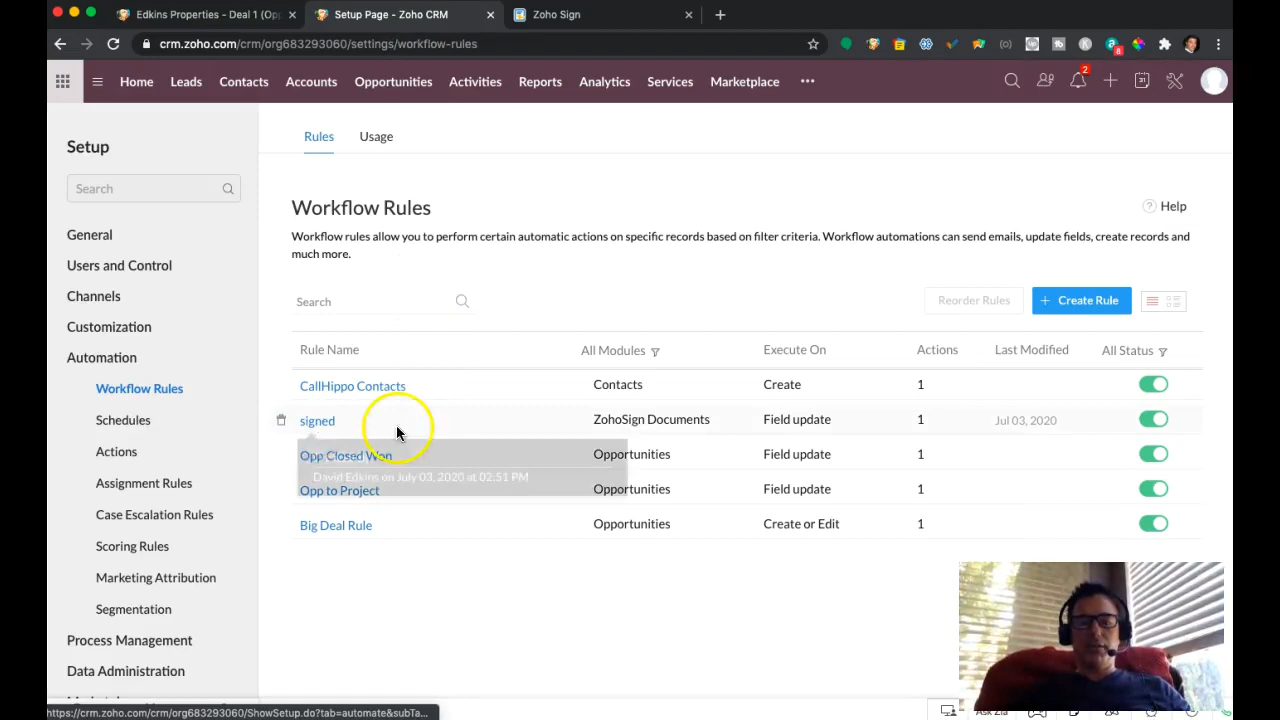 Edkins Properties - Deal 1 (Op
Setup Page - Zoho CRM
Zoho Sign
crm.zoho.com/crm/org683293060/settings/workflow-rules
8
Home
Leads
Contacts
Accounts
Opportunities
Activities
Reports
Analytics
Services
Marketplace
2
31
Setup
Search
General
Users and Control
Channels
Customization
Automation
Workflow Rules
Schedules
Actions
Assignment Rules
Case Escalation Rules
Scoring Rules
Marketing Attribution
Segmentation
Process Management
Data Administration
Rules
Usage
Workflow Rules
? Help
Workflow rules allow you to perform certain automatic actions on specific records based on filter criteria. Workflow automations can send emails, update fields, create records and
much more.
Search
Reorder Rules
+ Create Rule
Rule Name
All Modules
Execute On
Actions
Last Modified
All Status
CallHippo Contacts
Contacts
Create
1
signed
ZohoSign Documents
Field update
1
Jul 03, 2020
Opp Closed Won
Opportunities
Field update
1
David Edkins on July 03, 2020 at 02.51 PM
Opp to Project
Opportunities
Field update
1
Big Deal Rule
Opportunities
Create or Edit
1
https://crm.zoho.com/crm/org683293060/ShowSetup.do?tab=automate&subTa...
Ask Zia